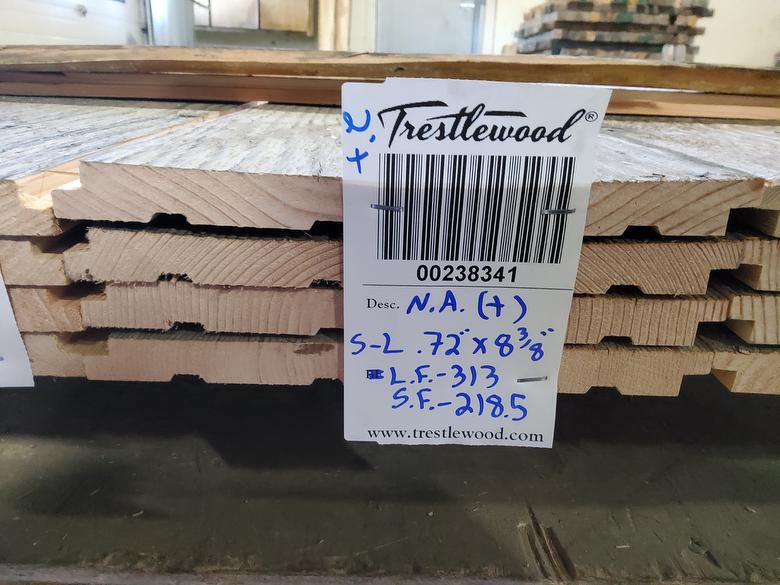 Trestlewood®
00238341
Desc. N.A. (+)
S-L .72" x 8 3/8"
L.F.-313
S.F.-218.5
www.trestlewood.com